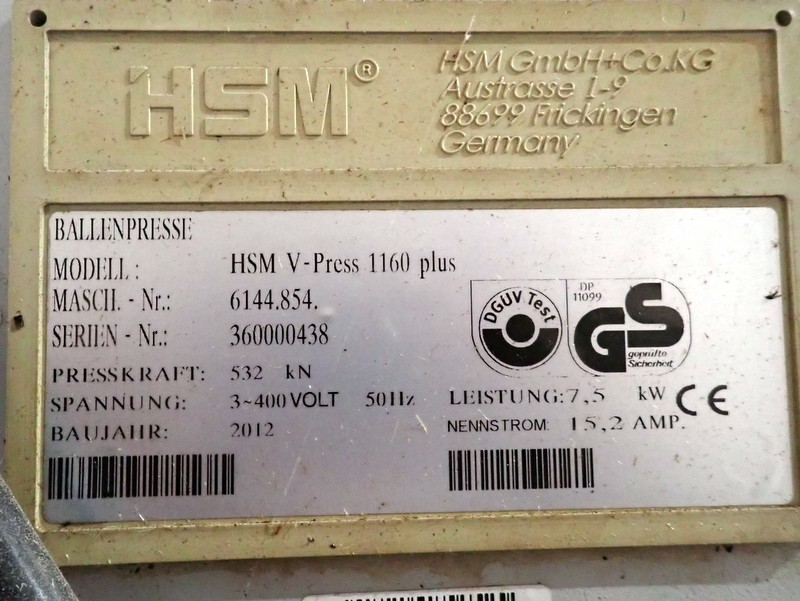 HSM®
HSM GmbH+Co.KG
Austrasse 1-9
88699 Frickingen
Germany
BALLENPRESSE
MODELL: HSM V-Press 1160 plus
MASCH. - Nr.: 6144.854.
SERIEN - Nr.: 360000438
DGUV Test
DP
11099
GS
geprüfte
Sicherheit
PRESSKRAFT: 532 kN
SPANNUNG: 3~400 VOLT 50Hz LEISTUNG: 7,5 kW CE
BAUJAHR: 2012 NENNSTROM: 15,2 AMP.